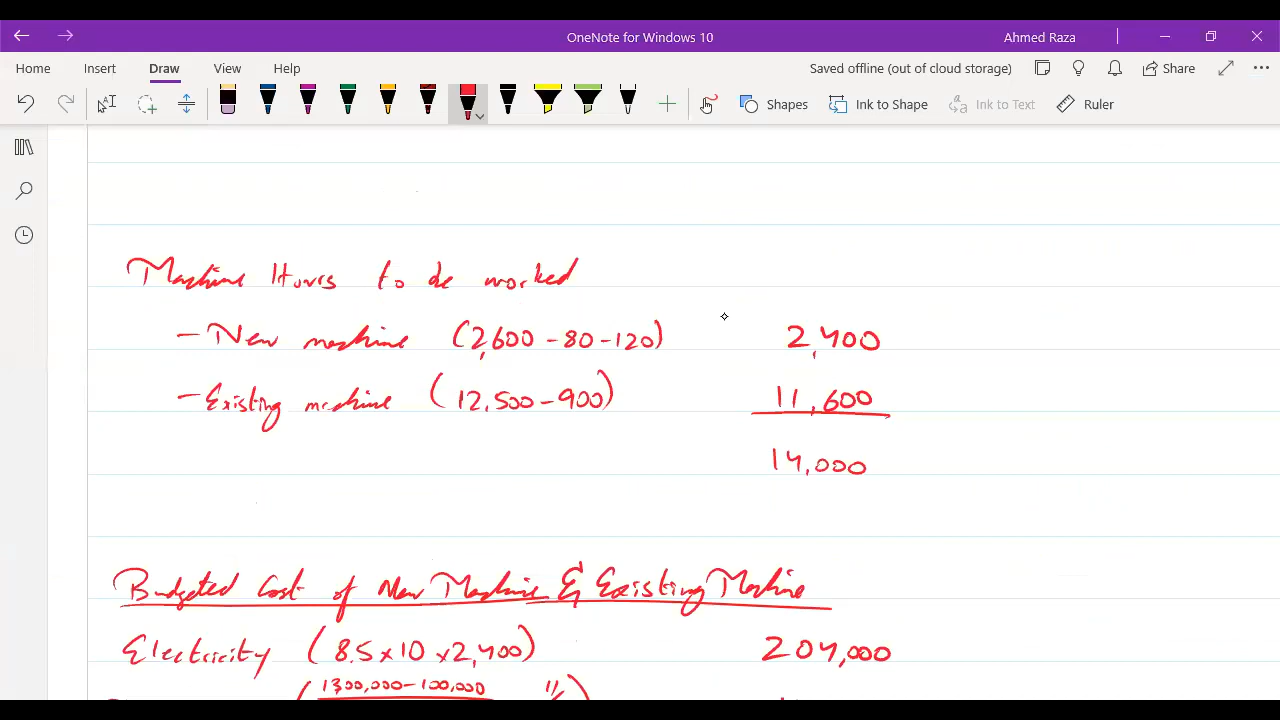 OneNote for Windows 10
Ahmed Raza
Home Insert Draw View Help
Saved offline (out of cloud storage)
Share
Shapes
Ink to Shape
Ink to Text
Ruler
Machine Hours to be worked
- New machine (2,600 - 80 - 120) 2,400
- Existing machine (12,500 - 900) 11,600
14,000
Budgeted Cost of New Machine & Existing Machine
Electricity (8.5 × 10 × 2,400) 204,000
1300,000 - 100,000